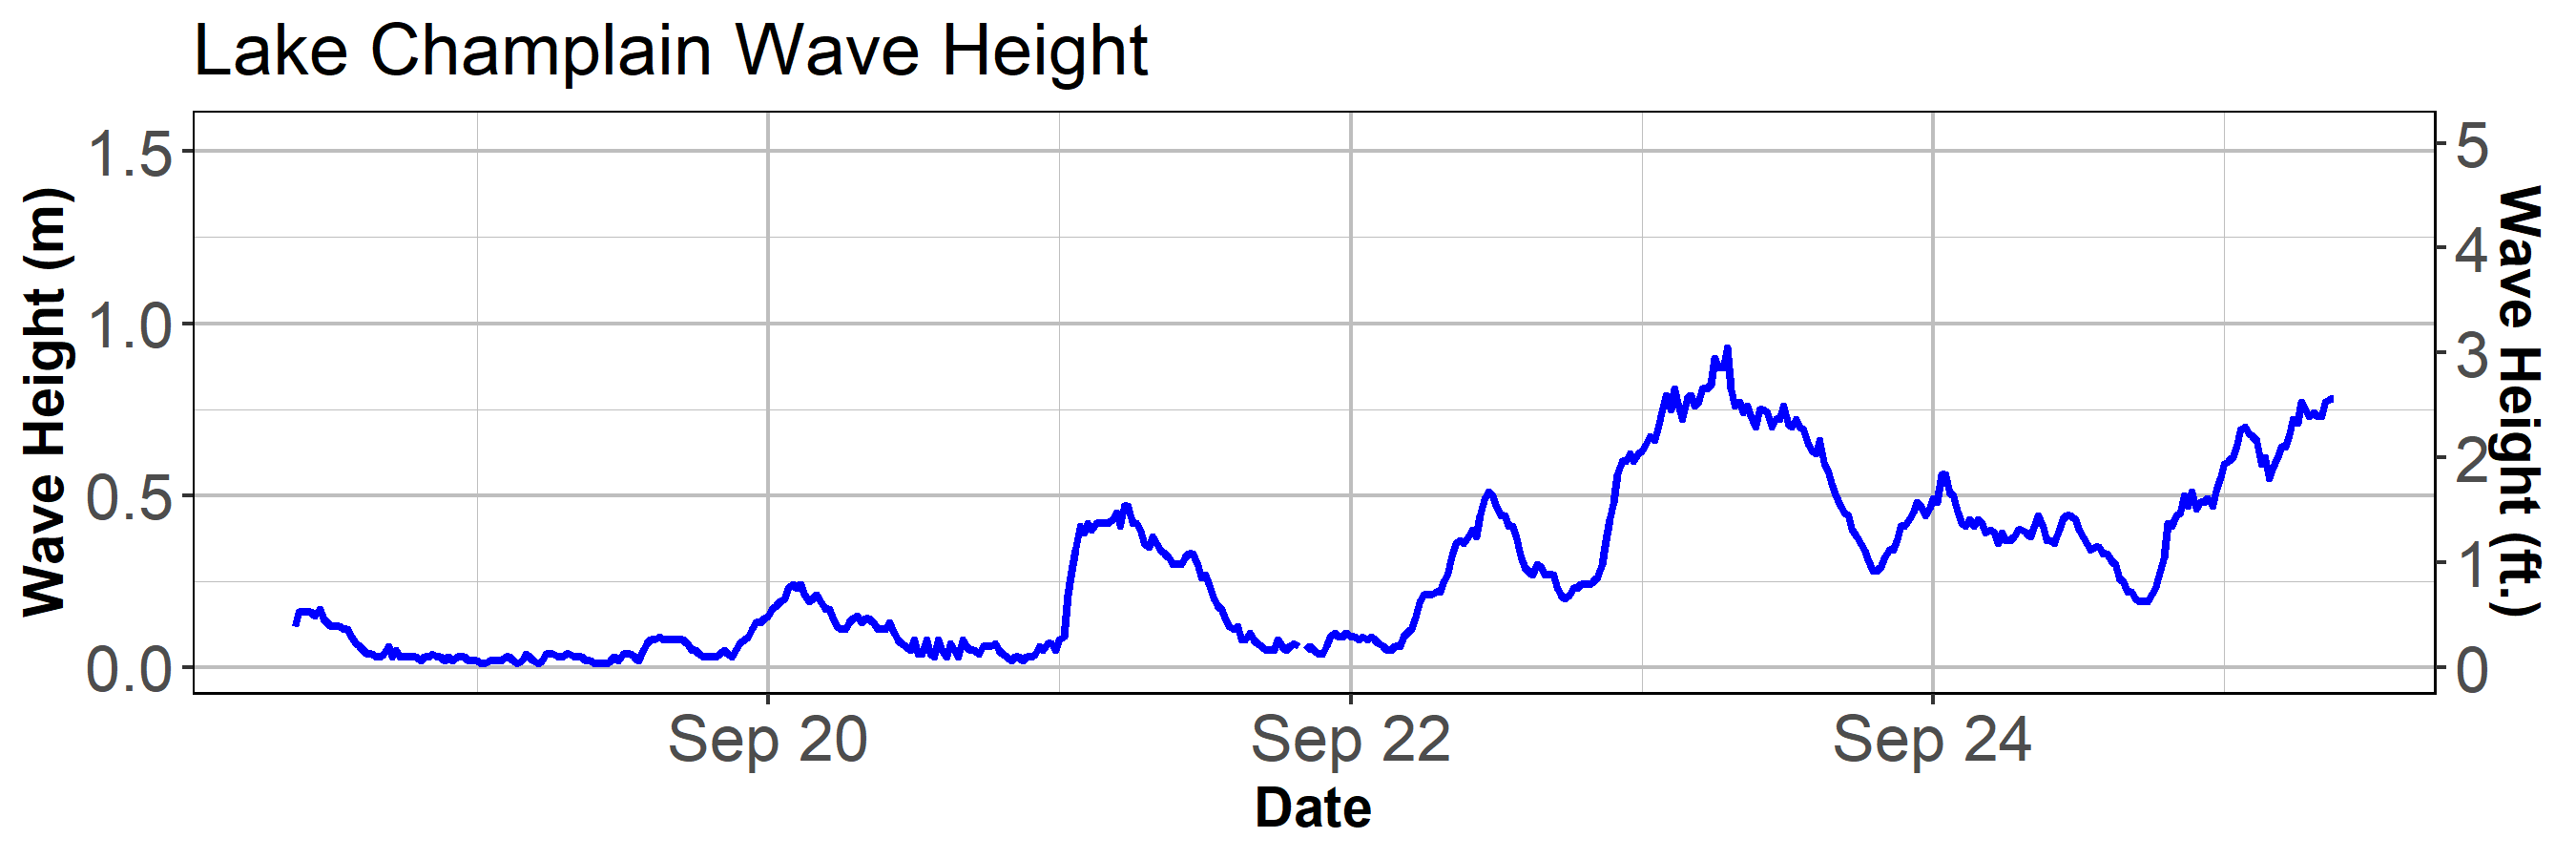 Lake Champlain Wave Height
Wave Height (m)
1.5
1.0
0.5
0.0
5
4
3
2
1
0
Wave Height (ft.)
Sep 20
Sep 22
Sep 24
Date